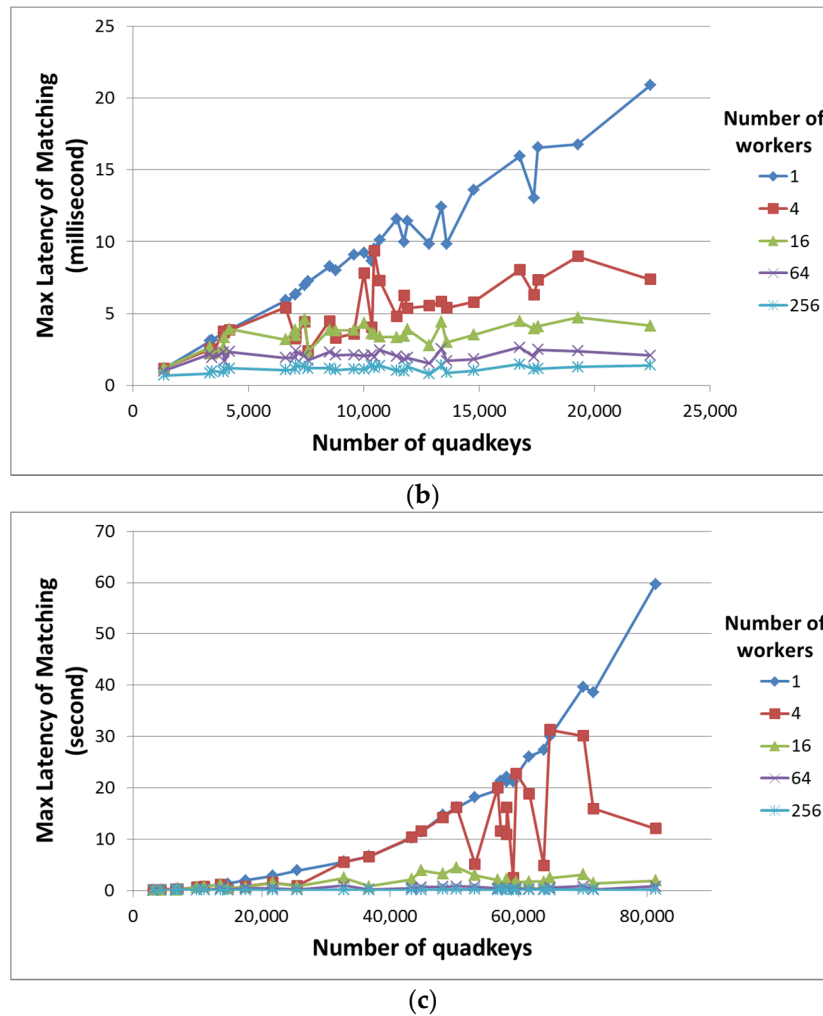 25
20
15
10
5
0
Max Latency of Matching
(millisecond)
0 5,000 10,000 15,000 20,000 25,000
Number of quadkeys
Number of
workers
1
4
16
64
256
(b)
70
60
50
40
30
20
10
0
Max Latency of Matching
(second)
0 20,000 40,000 60,000 80,000
Number of quadkeys
Number of
workers
1
4
16
64
256
(c)